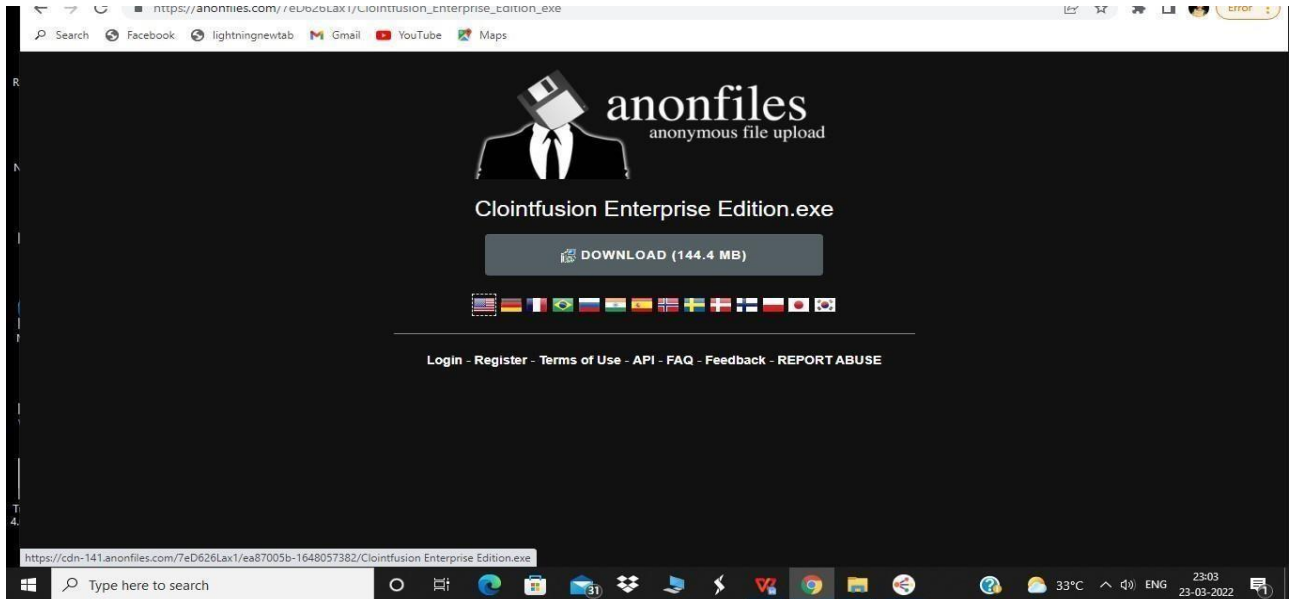 https://anonfiles.com/7eD626Lax1/Clointfusion_Enterprise_Edition_exe
Error
Search Facebook lightningnewtab Gmail YouTube Maps
anonfiles
anonymous file upload
Clointfusion Enterprise Edition.exe
DOWNLOAD (144.4 MB)
Login - Register - Terms of Use - API - FAQ - Feedback - REPORT ABUSE
https://cdn-141.anonfiles.com/7eD626Lax1/ea87005b-1648057382/Clointfusion Enterprise Edition.exe
Type here to search
31
33°C ENG
23:03
23-03-2022
1